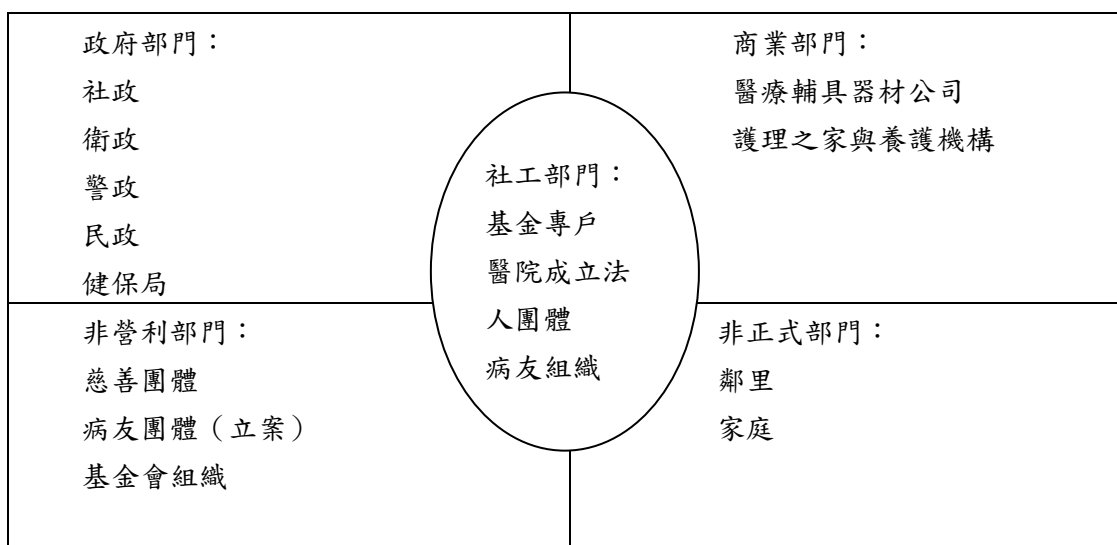 政府部門：
社政
衛政
警政
民政
健保局
商業部門：
醫療輔具器材公司
護理之家與養護機構
社工部門：
基金專戶
醫院成立法
人團體
病友組織
非營利部門：
慈善團體
病友團體（立案）
基金會組織
非正式部門：
鄰里
家庭